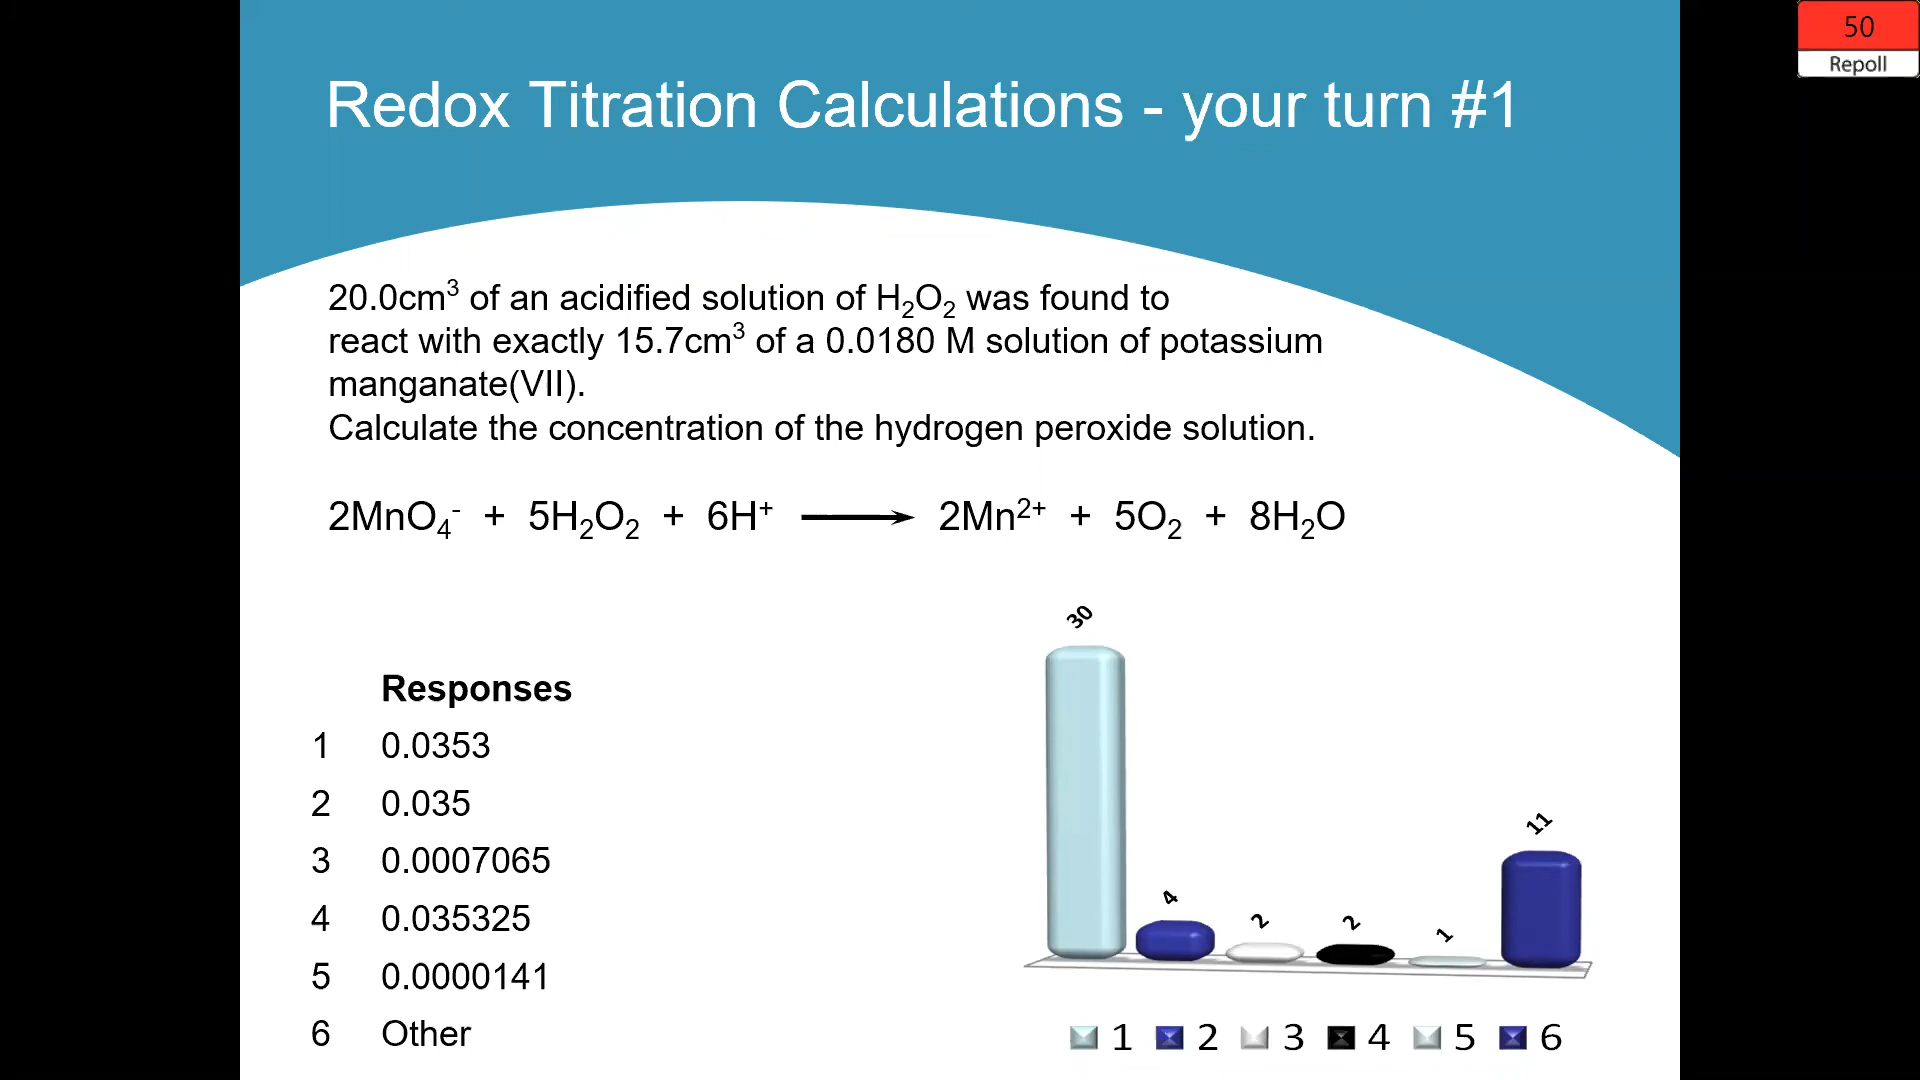 50
Repoll
Redox Titration Calculations - your turn #1
20.0cm³ of an acidified solution of H₂O₂ was found to
react with exactly 15.7cm³ of a 0.0180 M solution of potassium
manganate(VII).
Calculate the concentration of the hydrogen peroxide solution.
2MnO₄⁻ + 5H₂O₂ + 6H⁺ ⟶ 2Mn²⁺ + 5O₂ + 8H₂O
Responses
1 0.0353
2 0.035
3 0.0007065
4 0.035325
5 0.0000141
6 Other
30
4
2
2
1
11
1 2 3 4 5 6